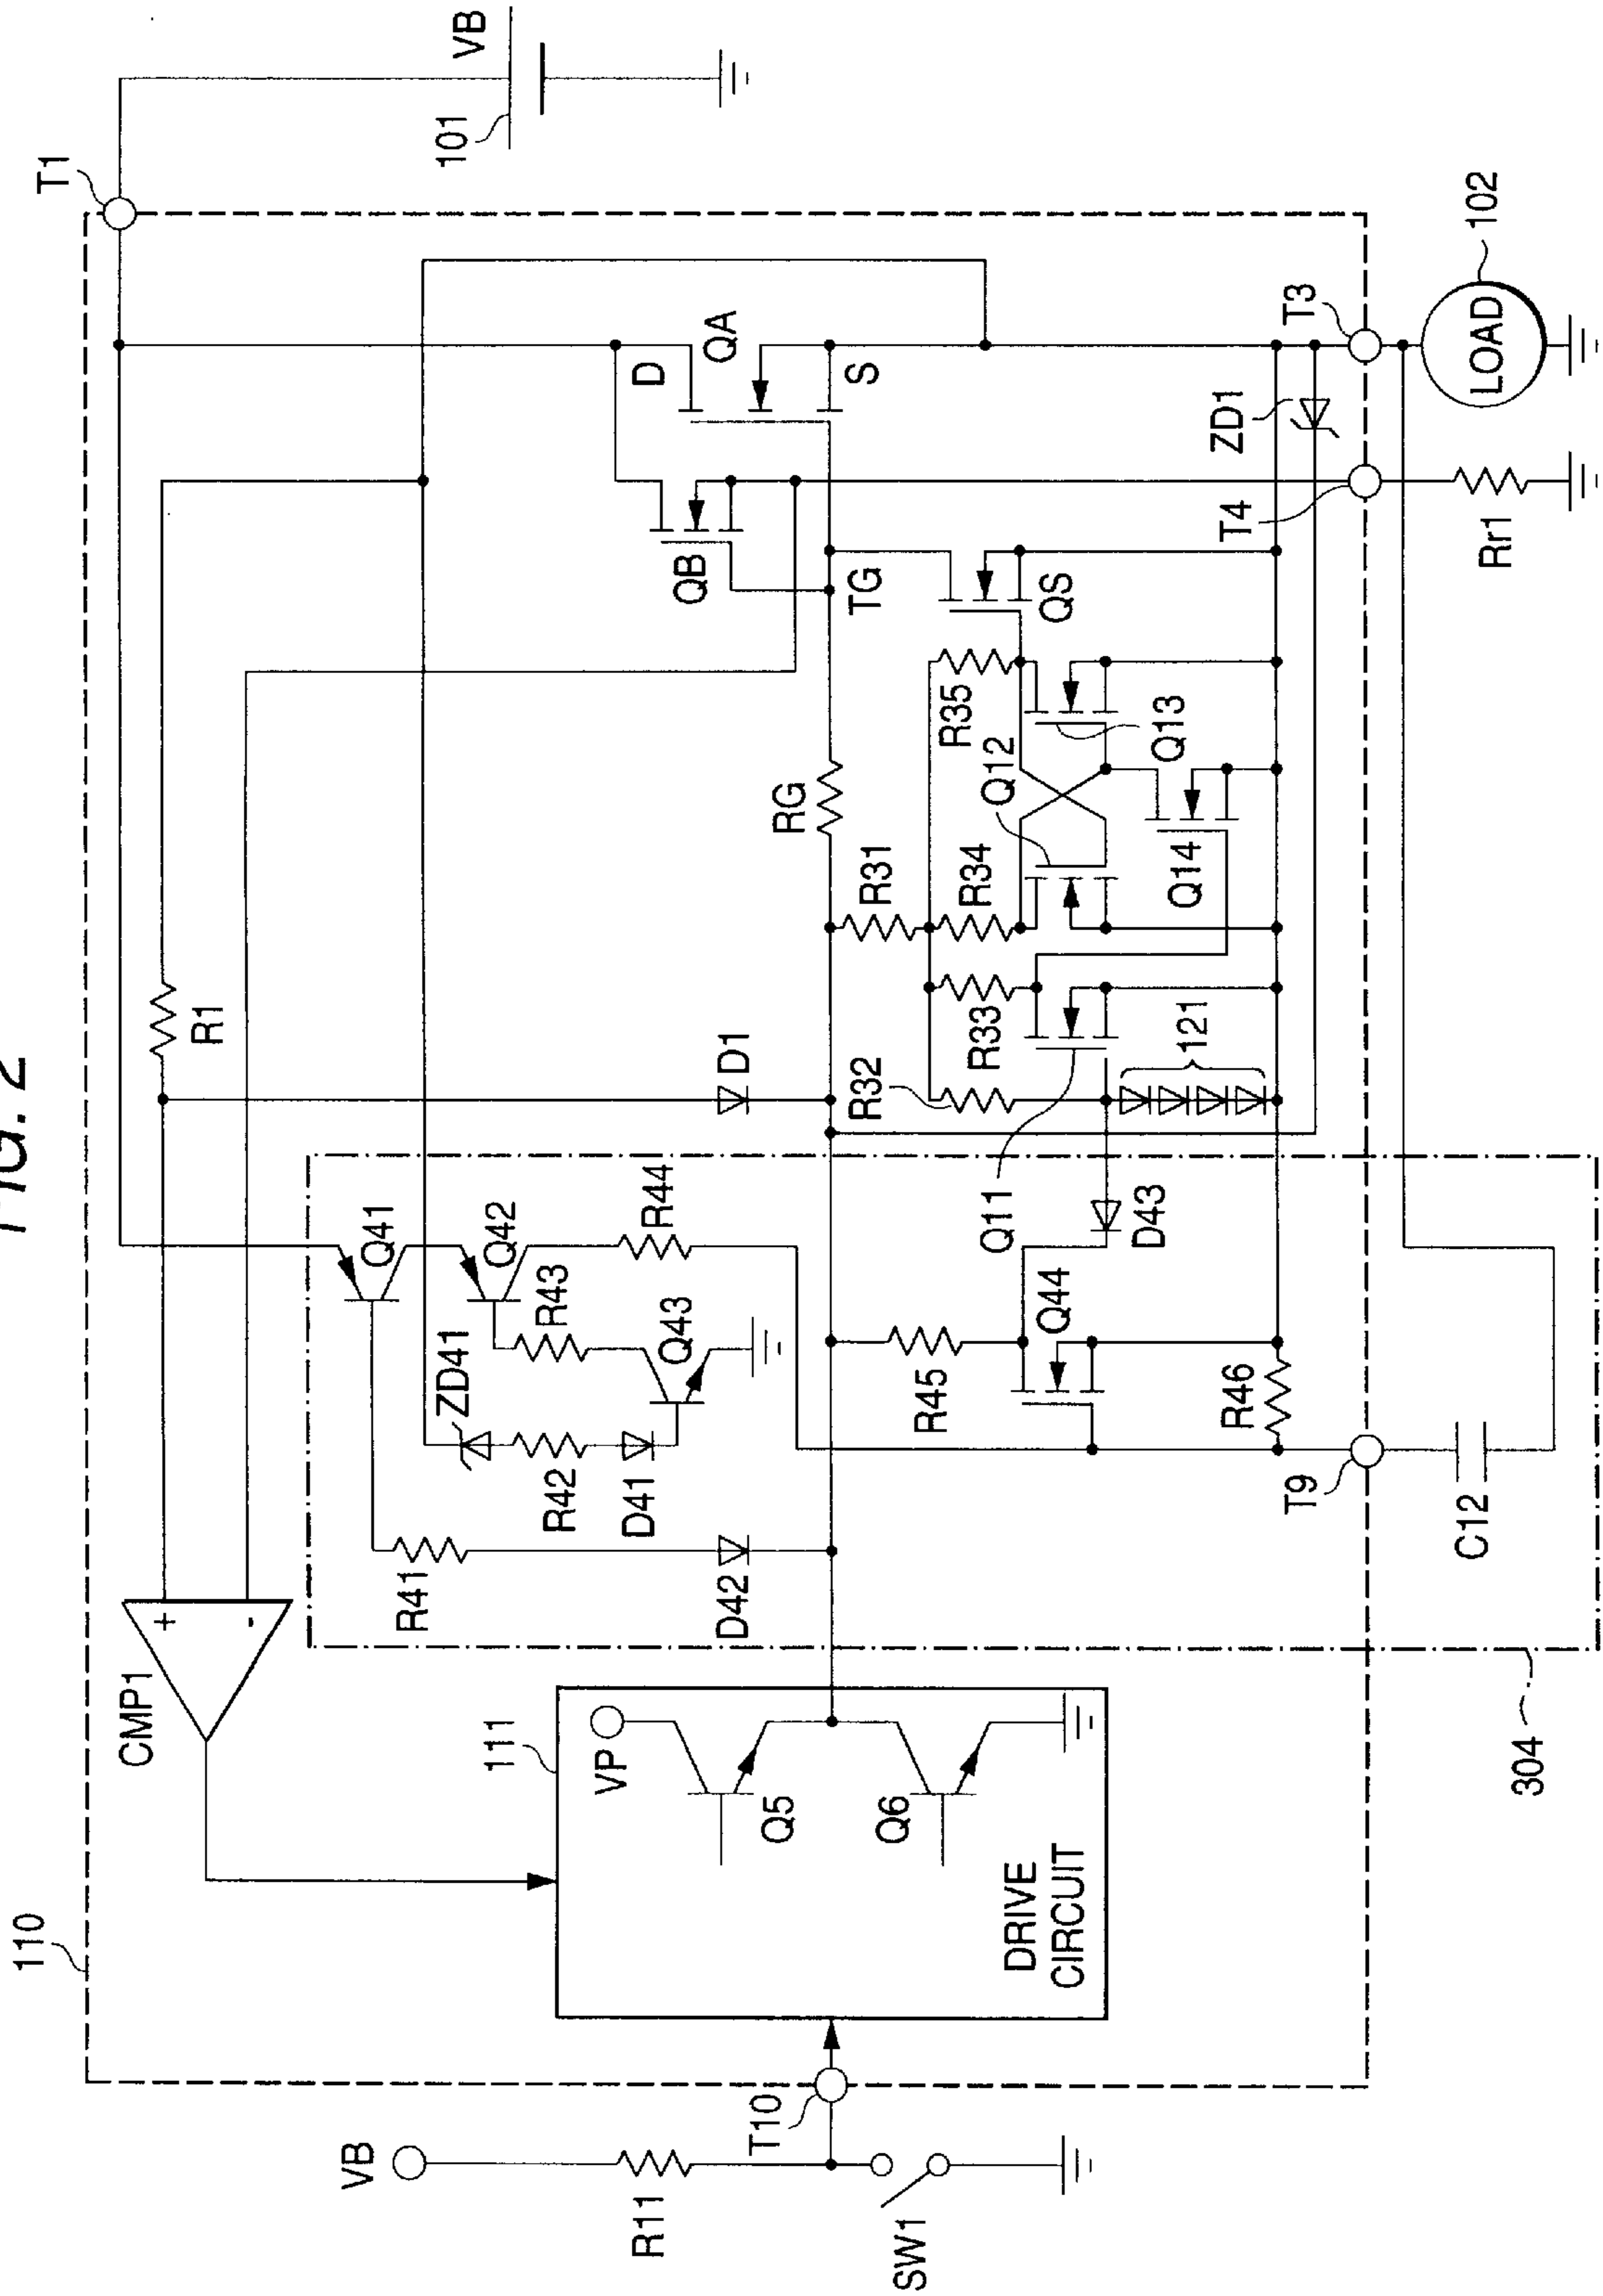 FIG. 2
110
T1
VB
101
CMP1
+
-
R1
D
QA
S
QB
TG
RG
D1
Q41
Q42
R44
R43
Q43
ZD41
R42
D41
R41
D42
111
VP
Q5
Q6
DRIVE
CIRCUIT
VB
R11
T10
SW1
R31
R32
R33
R34
R35
Q12
Q13
Q14
QS
Q11
121
D43
Q44
R45
R46
T9
C12
304
ZD1
T3
T4
Rr1
LOAD
102